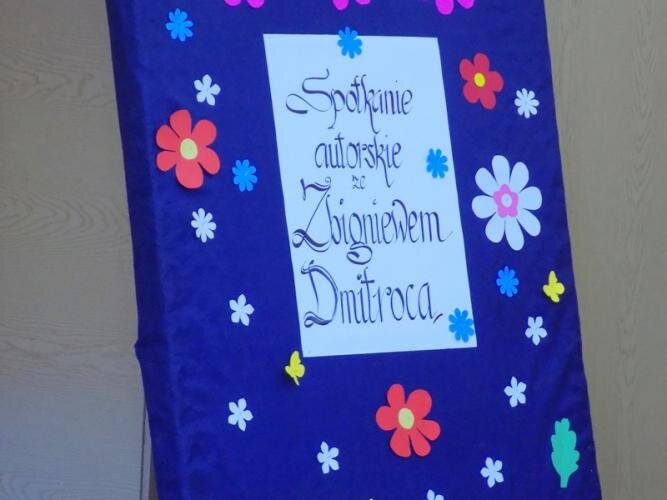 Spotkanie
autorskie
ze
Zbigniewem
Dmitrocą